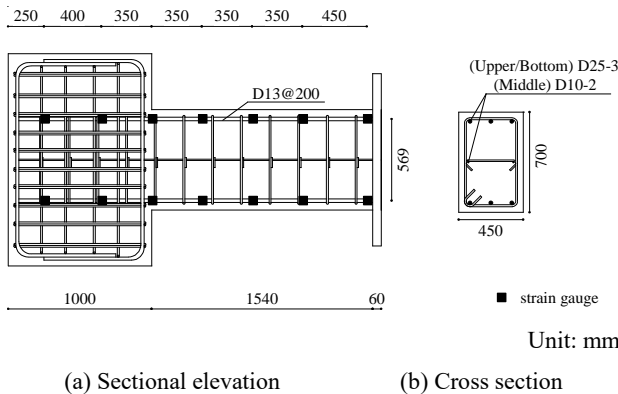 250 400 350 350 350 350 450
(Upper/Bottom) D25-3
(Middle) D10-2
D13@200
569
700
450
1000 1540 60
strain gauge
Unit: mm
(a) Sectional elevation (b) Cross section